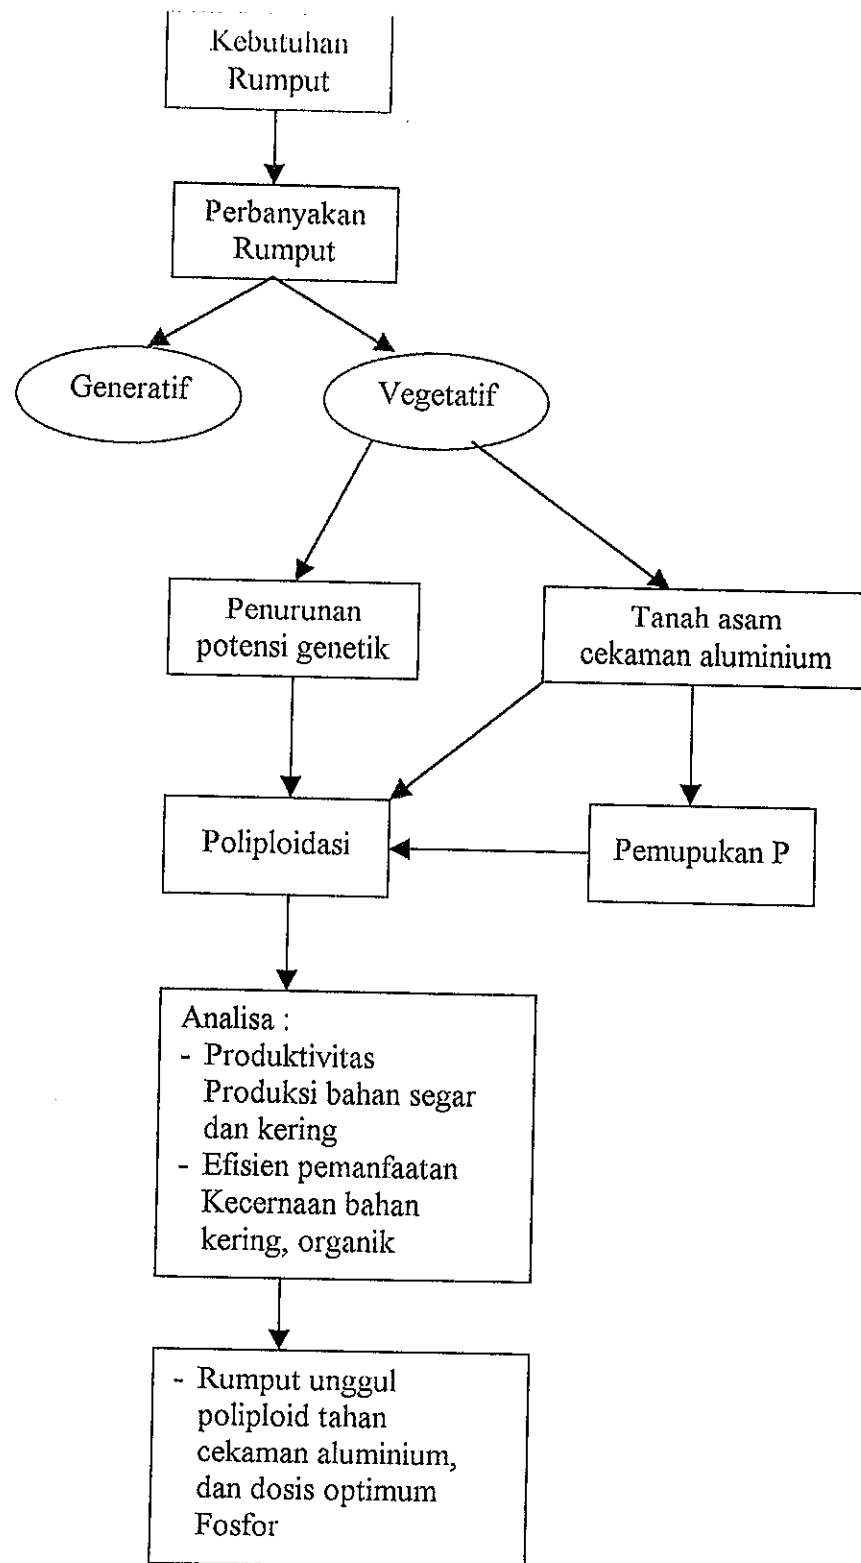 Kebutuhan
Rumput
Perbanyakan
Rumput
Generatif
Vegetatif
Penurunan
potensi genetik
Tanah asam
cekaman aluminium
Poliploidasi
Pemupukan P
Analisa :
- Produktivitas
Produksi bahan segar
dan kering
- Efisien pemanfaatan
Kecernaan bahan
kering, organik
- Rumput unggul
poliploid tahan
cekaman aluminium,
dan dosis optimum
Fosfor